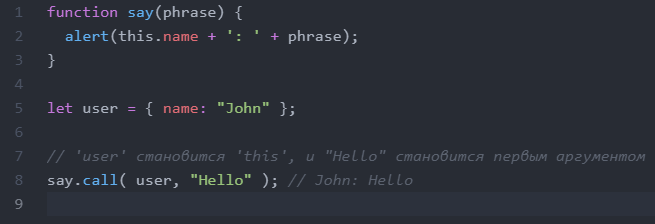 1 function say(phrase) {
2   alert(this.name + ': ' + phrase);
3 }
4
5 let user = { name: "John" };
6
7 // 'user' становится 'this', и "Hello" становится первым аргументом
8 say.call( user, "Hello" ); // John: Hello
9